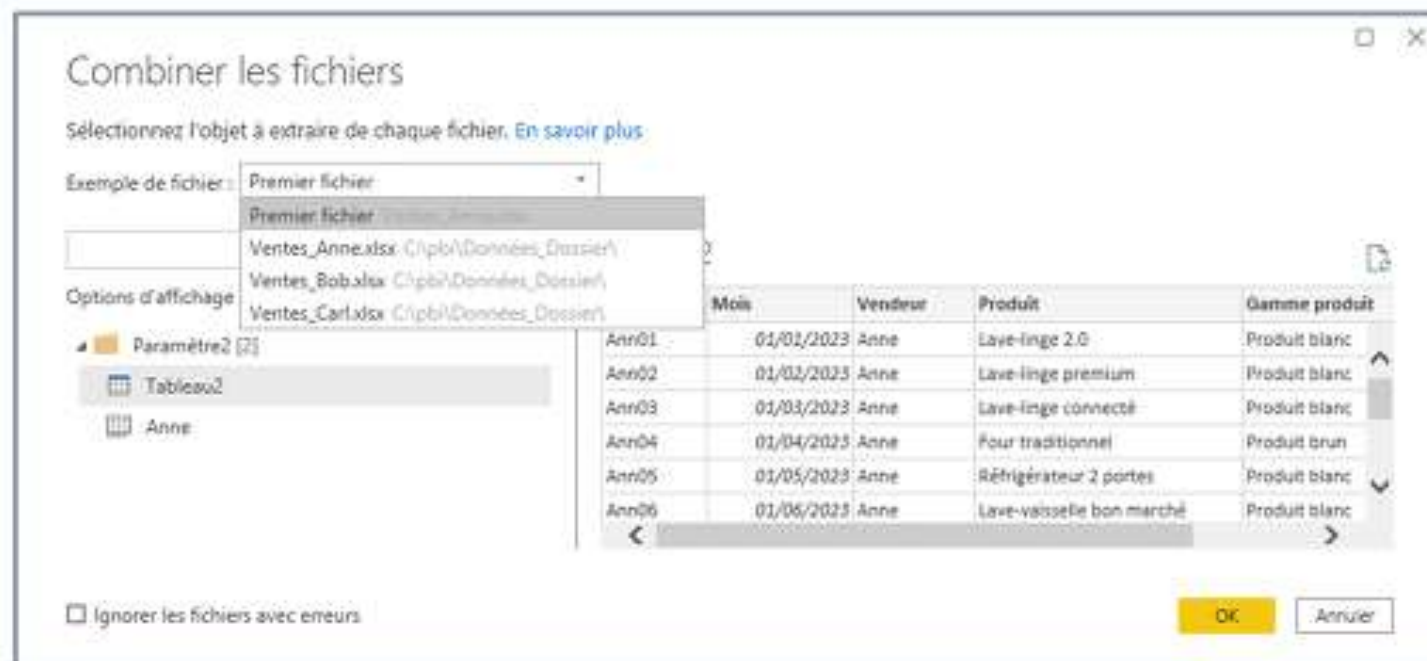 Combiner les fichiers
Sélectionnez l'objet à extraire de chaque fichier. En savoir plus
Exemple de fichier : Premier fichier
Premier fichier
Ventes_Anne.xlsx C:\pbi\Données_Dossier\
Ventes_Bob.xlsx C:\pbi\Données_Dossier\
Ventes_Carl.xlsx C:\pbi\Données_Dossier\
Options d'affichage
Paramètre2 [2]
Tableau2
Anne
Mois Vendeur Produit Gamme produit
Ann01 01/01/2023 Anne Lave-linge 2.0 Produit blanc
Ann02 01/02/2023 Anne Lave-linge premium Produit blanc
Ann03 01/03/2023 Anne Lave-linge connecté Produit blanc
Ann04 01/04/2023 Anne Four traditionnel Produit brun
Ann05 01/05/2023 Anne Réfrigérateur 2 portes Produit blanc
Ann06 01/06/2023 Anne Lave-vaisselle bon marché Produit blanc
Ignorer les fichiers avec erreurs
OK Annuler